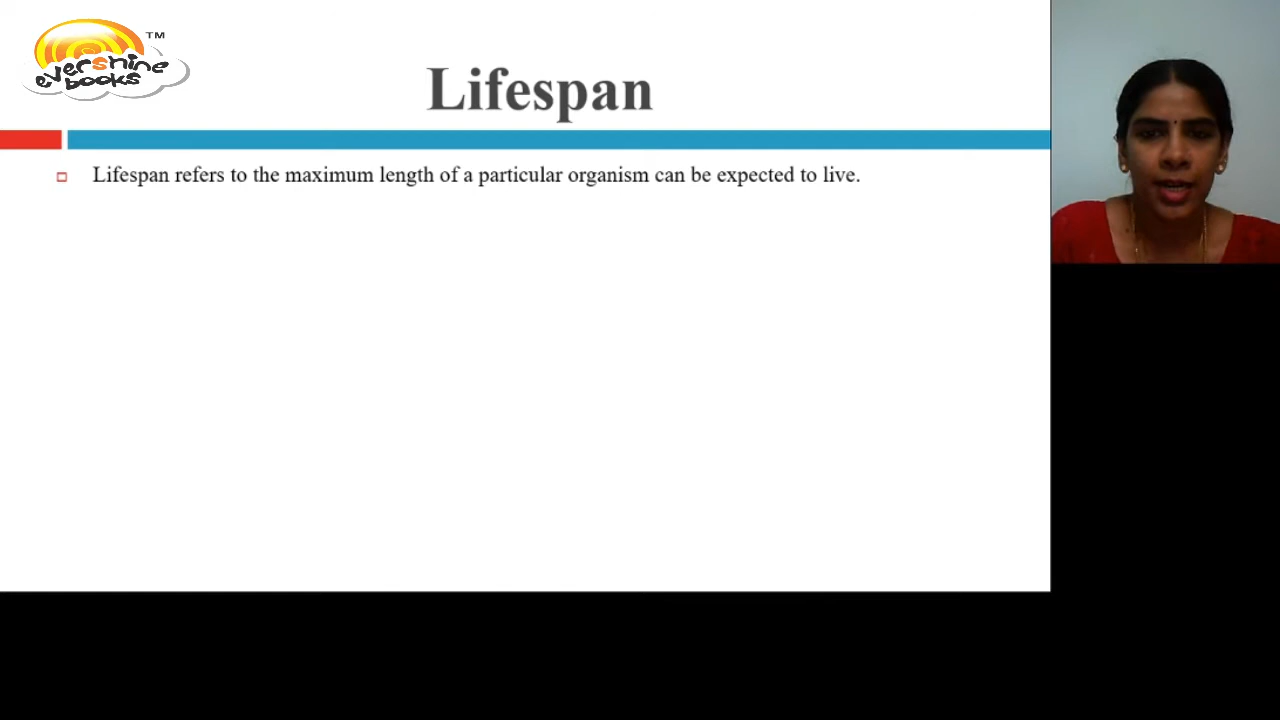 evershine
books
TM
Lifespan
Lifespan refers to the maximum length of a particular organism can be expected to live.